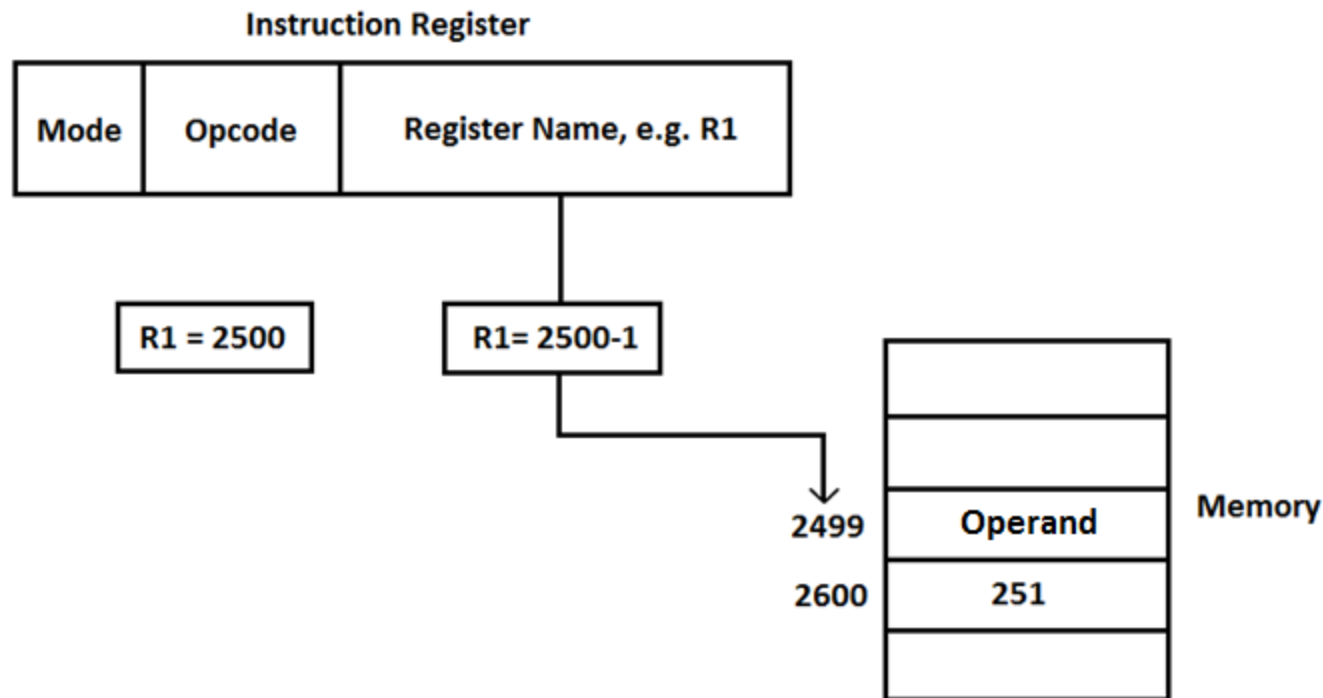 Instruction Register
Mode
Opcode
Register Name, e.g. R1
R1 = 2500
R1= 2500-1
2499
Operand
Memory
2600
251